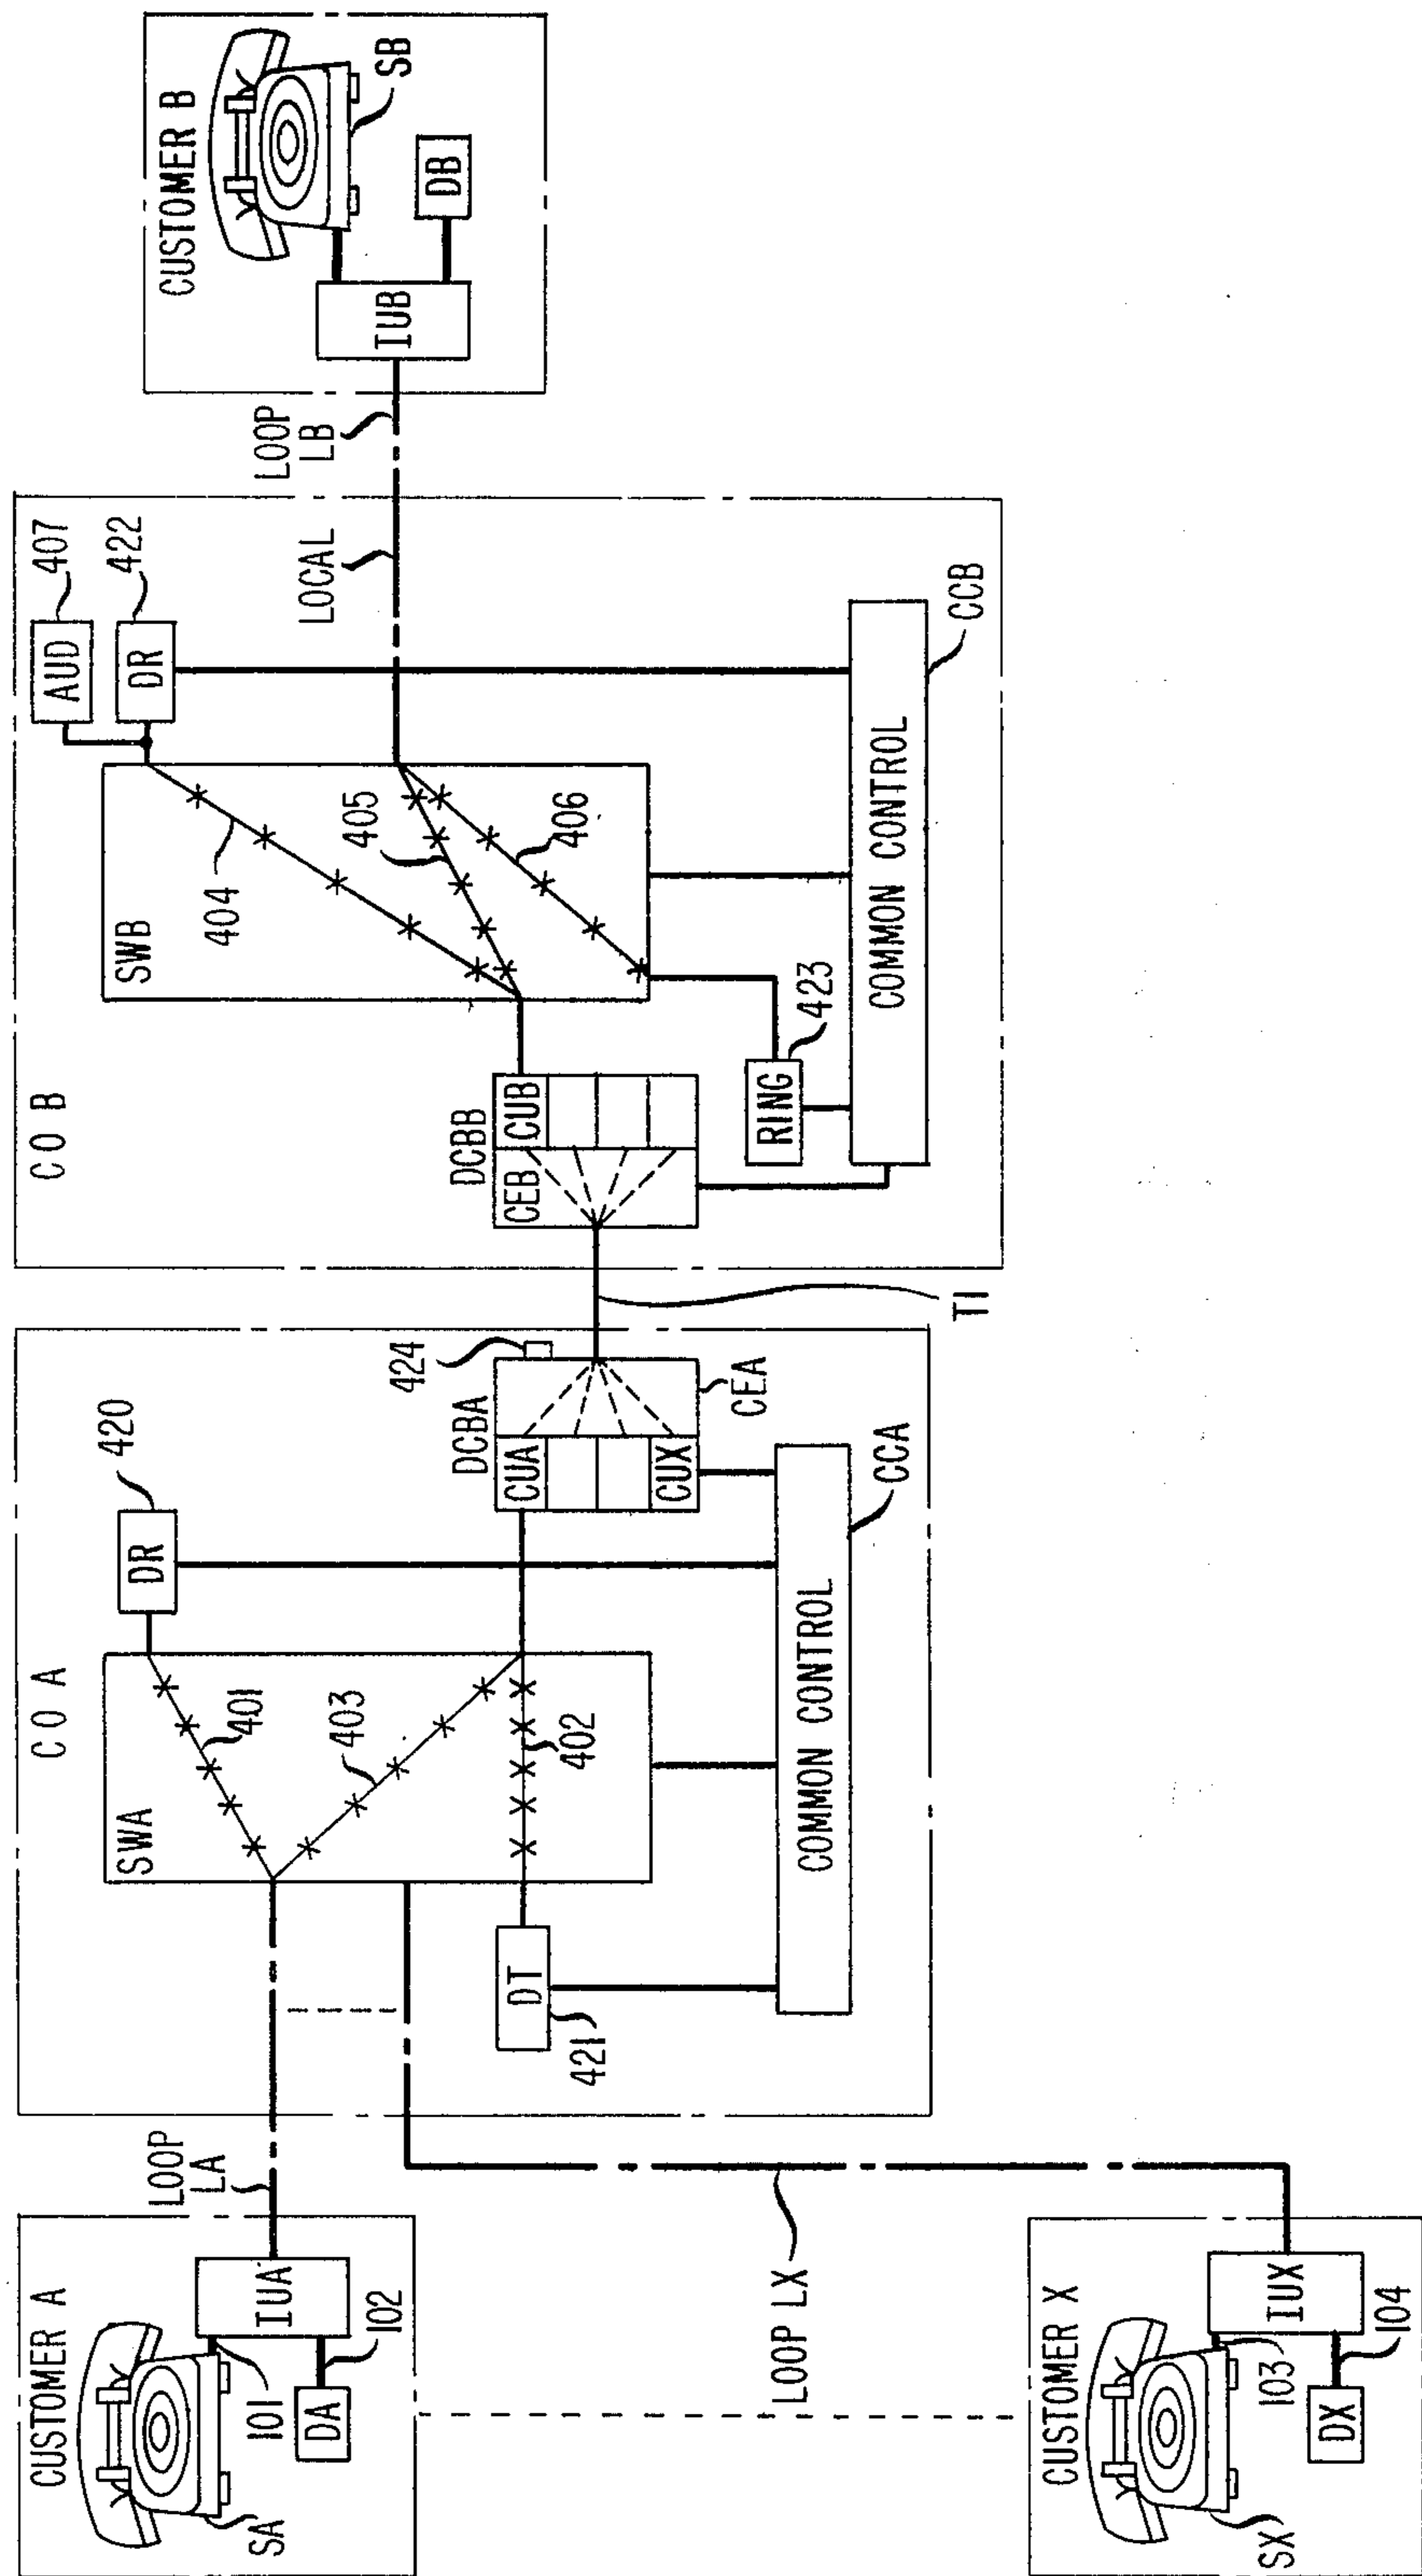 CUSTOMER A
SA
101
DA
102
IUA
LOOP
LA
CUSTOMER X
SX
103
DX
104
IUX
LOOP LX
CO A
SWA
401
403
402
DR
420
DT
421
DCBA
CUA
CUX
424
CEA
COMMON CONTROL
CCA
T1
CO B
DCBB
CEB
CUB
SWB
404
405
406
AUD
407
DR
422
RING
423
COMMON CONTROL
CCB
LOCAL
LOOP
LB
CUSTOMER B
IUB
SB
DB